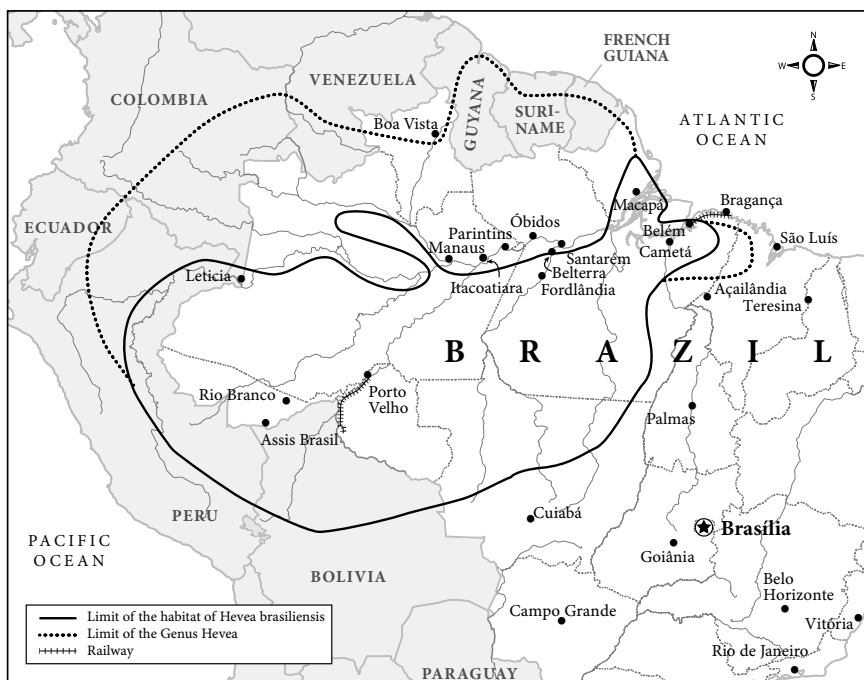 FRENCH
GUIANA
VENEZUELA
COLOMBIA
GUYANA
SURI-
NAME
N
W
E
S
ATLANTIC
OCEAN
Boa Vista
ECUADOR
Macapá
Bragança
Belém
Cametá
São Luís
Óbidos
Parintins
Manaus
Santarém
Belterra
Itacoatiara
Fordlândia
Leticia
Açailândia
Teresina
BRAZIL
Rio Branco
Porto
Velho
Assis Brasil
Palmas
PERU
Cuiabá
Brasília
Goiânia
PACIFIC
OCEAN
BOLIVIA
Belo
Horizonte
Campo Grande
Vitória
Rio de Janeiro
PARAGUAY
Limit of the habitat of Hevea brasiliensis
Limit of the Genus Hevea
Railway